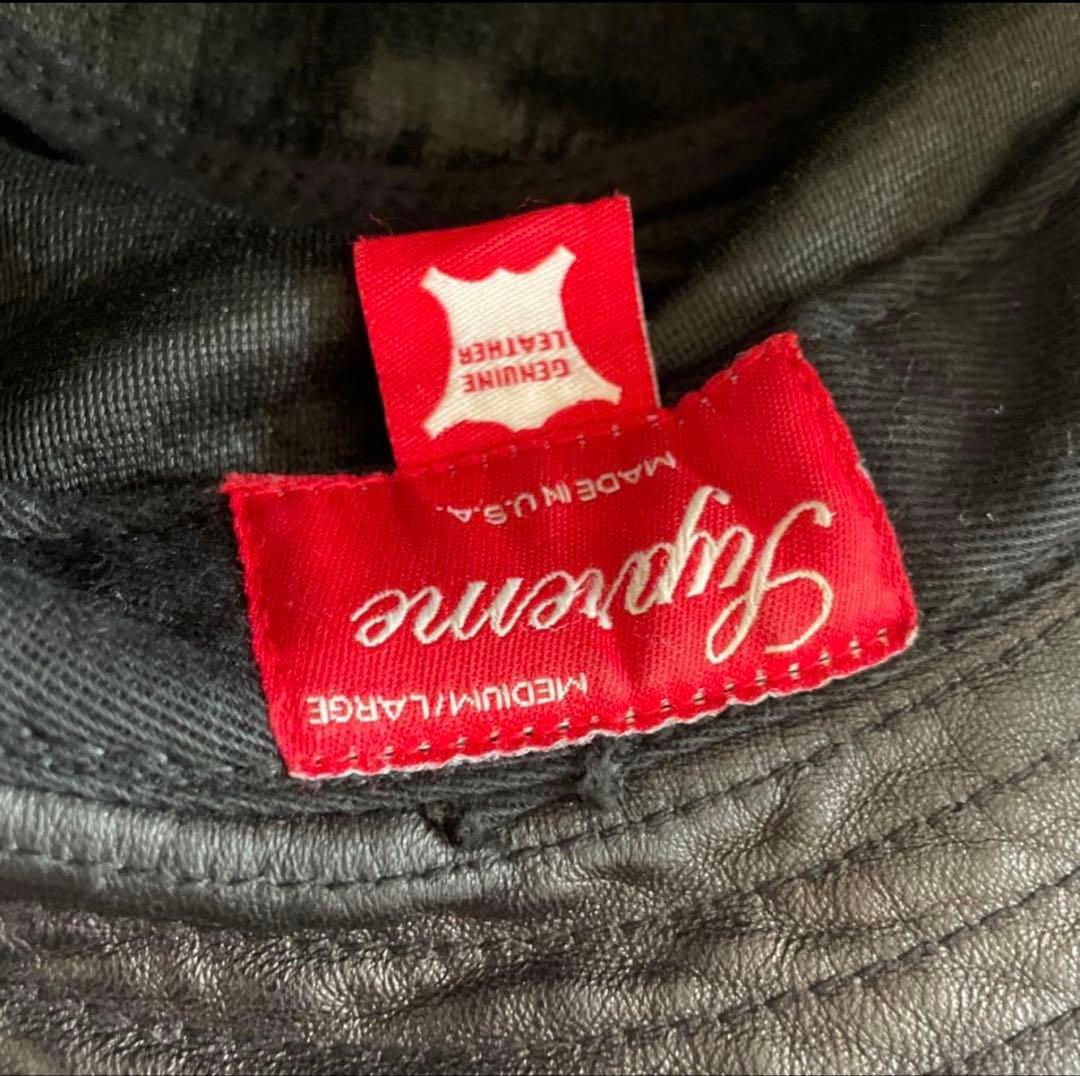 GENUINE
LEATHER
MEDIUM/LARGE
Supreme
MADE IN U.S.A.